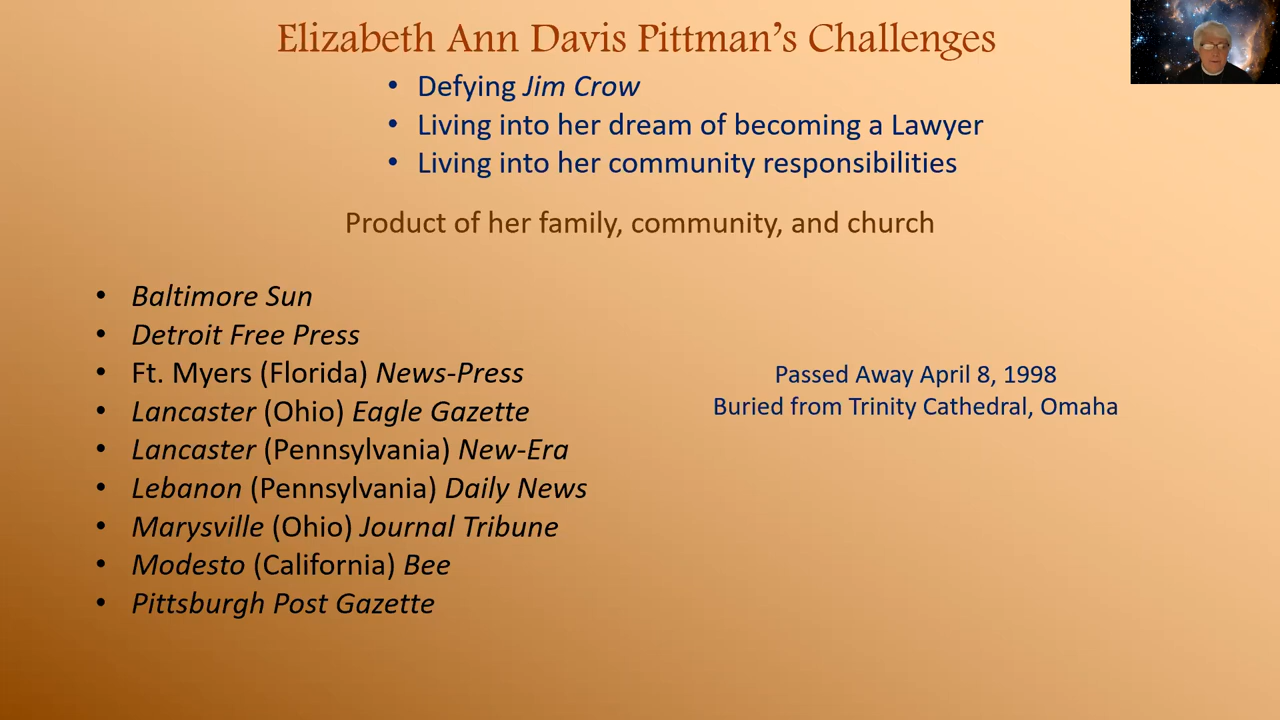 Elizabeth Ann Davis Pittman’s Challenges
• Defying Jim Crow
• Living into her dream of becoming a Lawyer
• Living into her community responsibilities
Product of her family, community, and church
• Baltimore Sun
• Detroit Free Press
• Ft. Myers (Florida) News-Press
• Lancaster (Ohio) Eagle Gazette
• Lancaster (Pennsylvania) New-Era
• Lebanon (Pennsylvania) Daily News
• Marysville (Ohio) Journal Tribune
• Modesto (California) Bee
• Pittsburgh Post Gazette
Passed Away April 8, 1998
Buried from Trinity Cathedral, Omaha